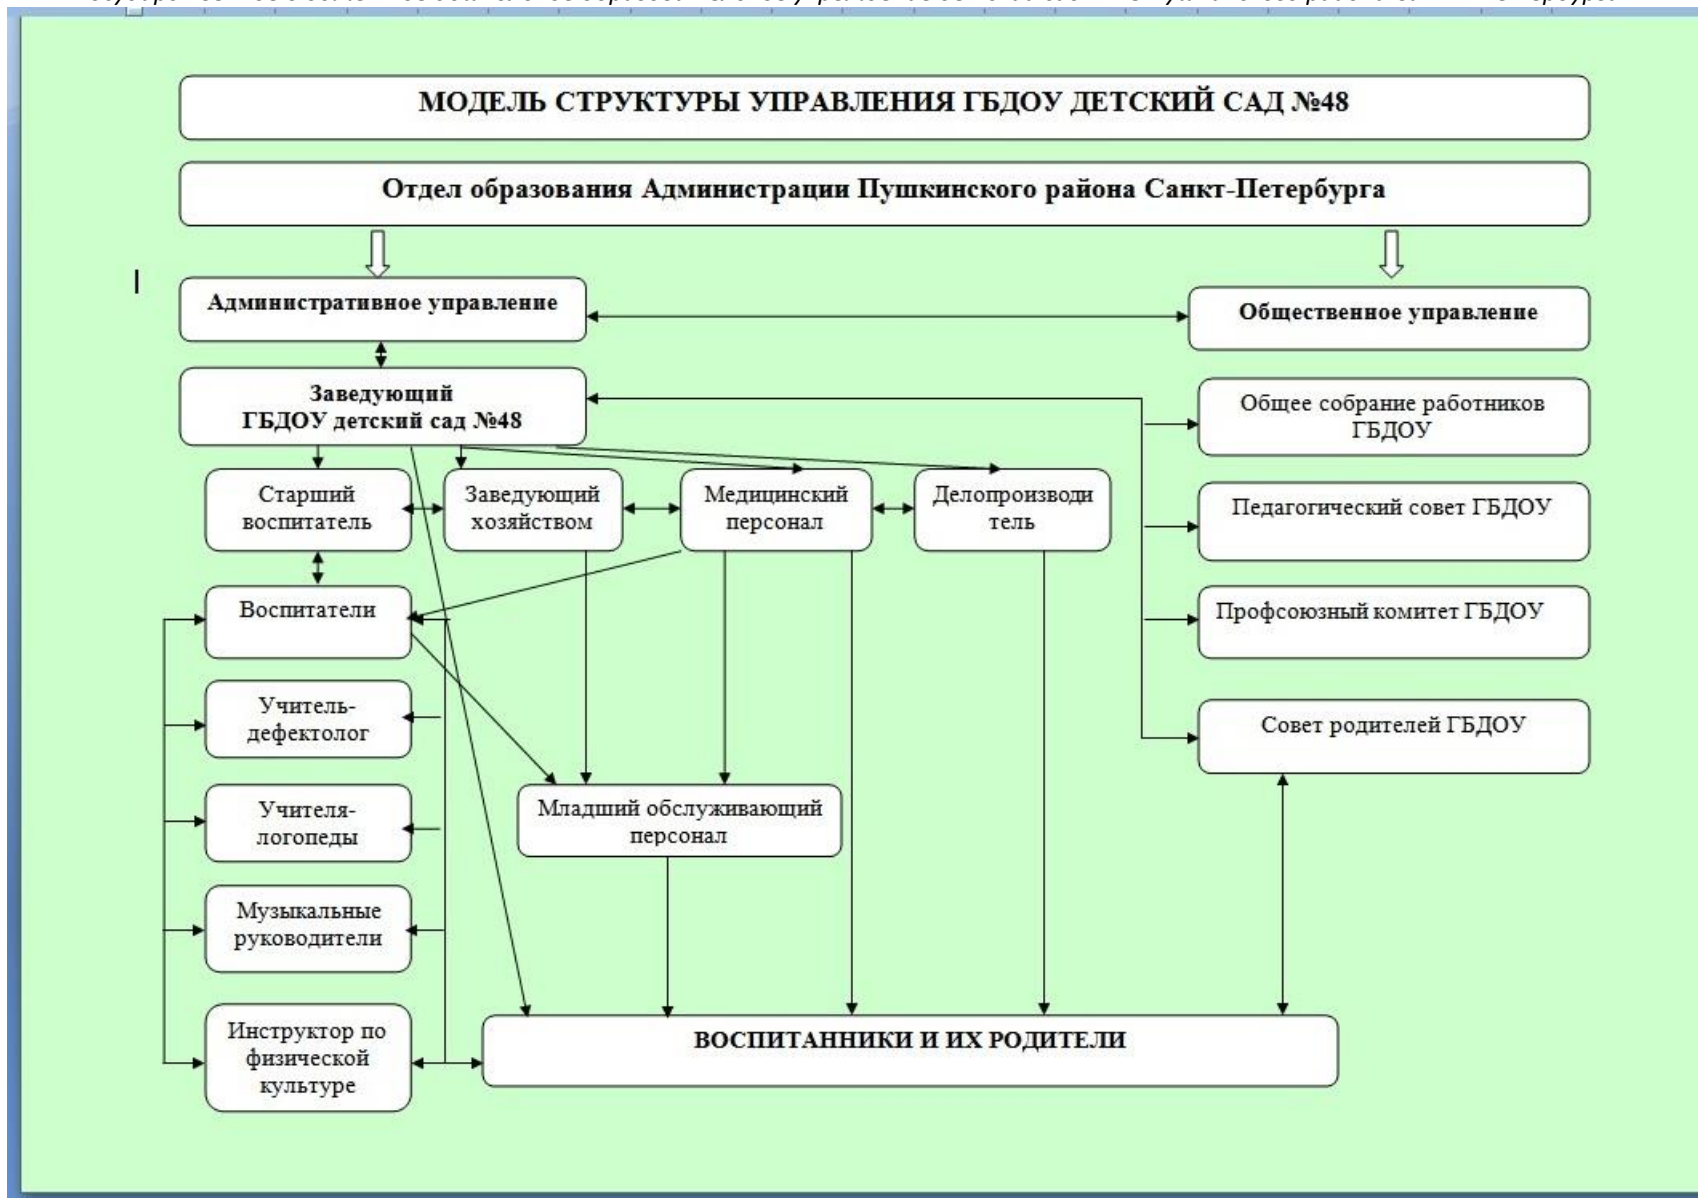 МОДЕЛЬ СТРУКТУРЫ УПРАВЛЕНИЯ ГБДОУ ДЕТСКИЙ САД №48
Отдел образования Администрации Пушкинского района Санкт-Петербурга
Административное управление
Общественное управление
Заведующий
ГБДОУ детский сад №48
Общее собрание работников
ГБДОУ
Старший
воспитатель
Заведующий
хозяйством
Медицинский
персонал
Делопроизводи
тель
Педагогический совет ГБДОУ
Воспитатели
Профсоюзный комитет ГБДОУ
Учитель-
дефектолог
Совет родителей ГБДОУ
Учителя-
логопеды
Младший обслуживающий
персонал
Музыкальные
руководители
Инструктор по
физической
культуре
ВОСПИТАННИКИ И ИХ РОДИТЕЛИ